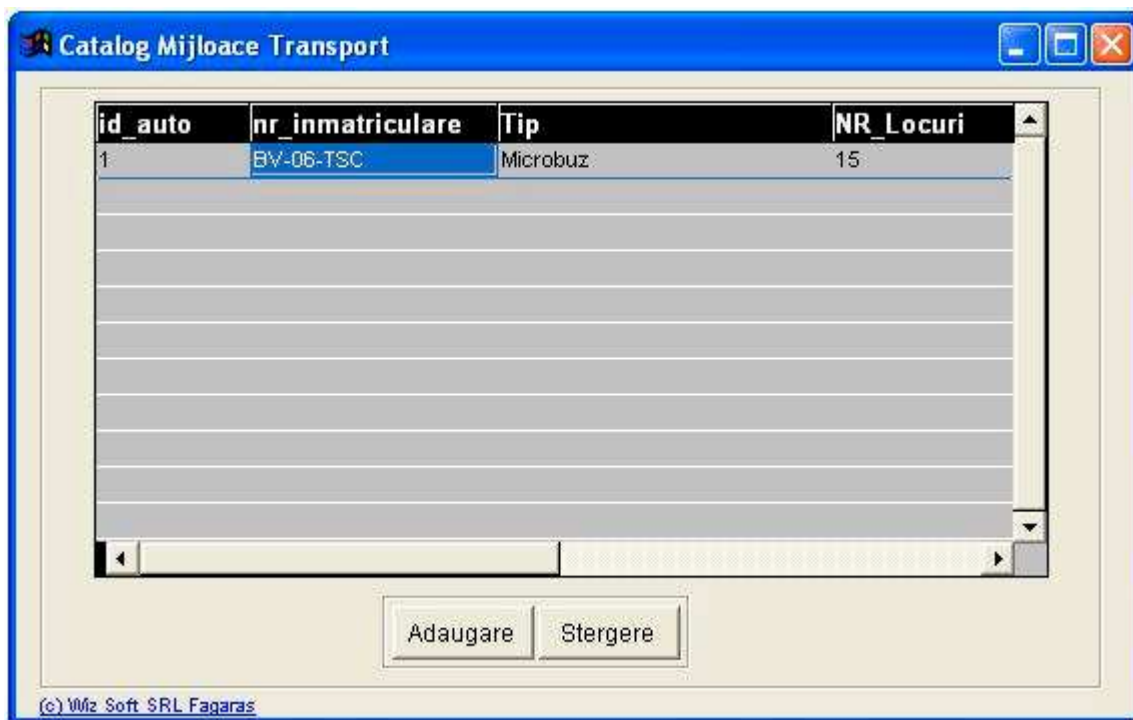 Catalog Mijloace Transport
id_auto nr_inmatriculare Tip NR_Locuri
1 BV-06-TSC Microbuz 15
Adaugare Stergere
(c) Wiz Soft SRL Fagaras